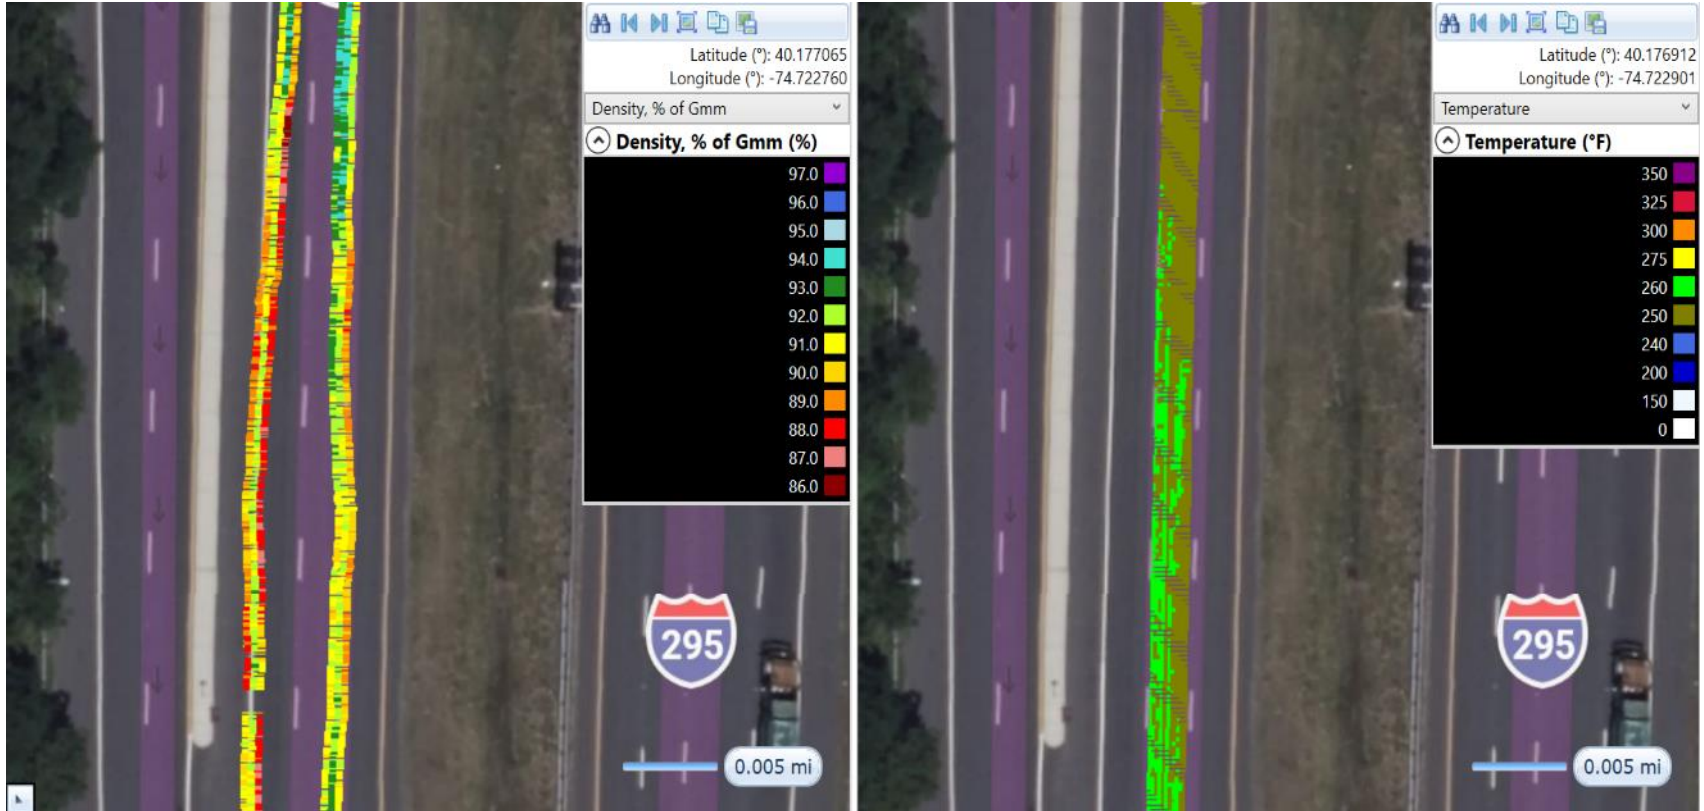 Latitude (°): 40.177065
Longitude (°): -74.722760
Density, % of Gmm
Density, % of Gmm (%)
97.0
96.0
95.0
94.0
93.0
92.0
91.0
90.0
89.0
88.0
87.0
86.0
295
0.005 mi
Latitude (°): 40.176912
Longitude (°): -74.722901
Temperature
Temperature (°F)
350
325
300
275
260
250
240
200
150
0
295
0.005 mi